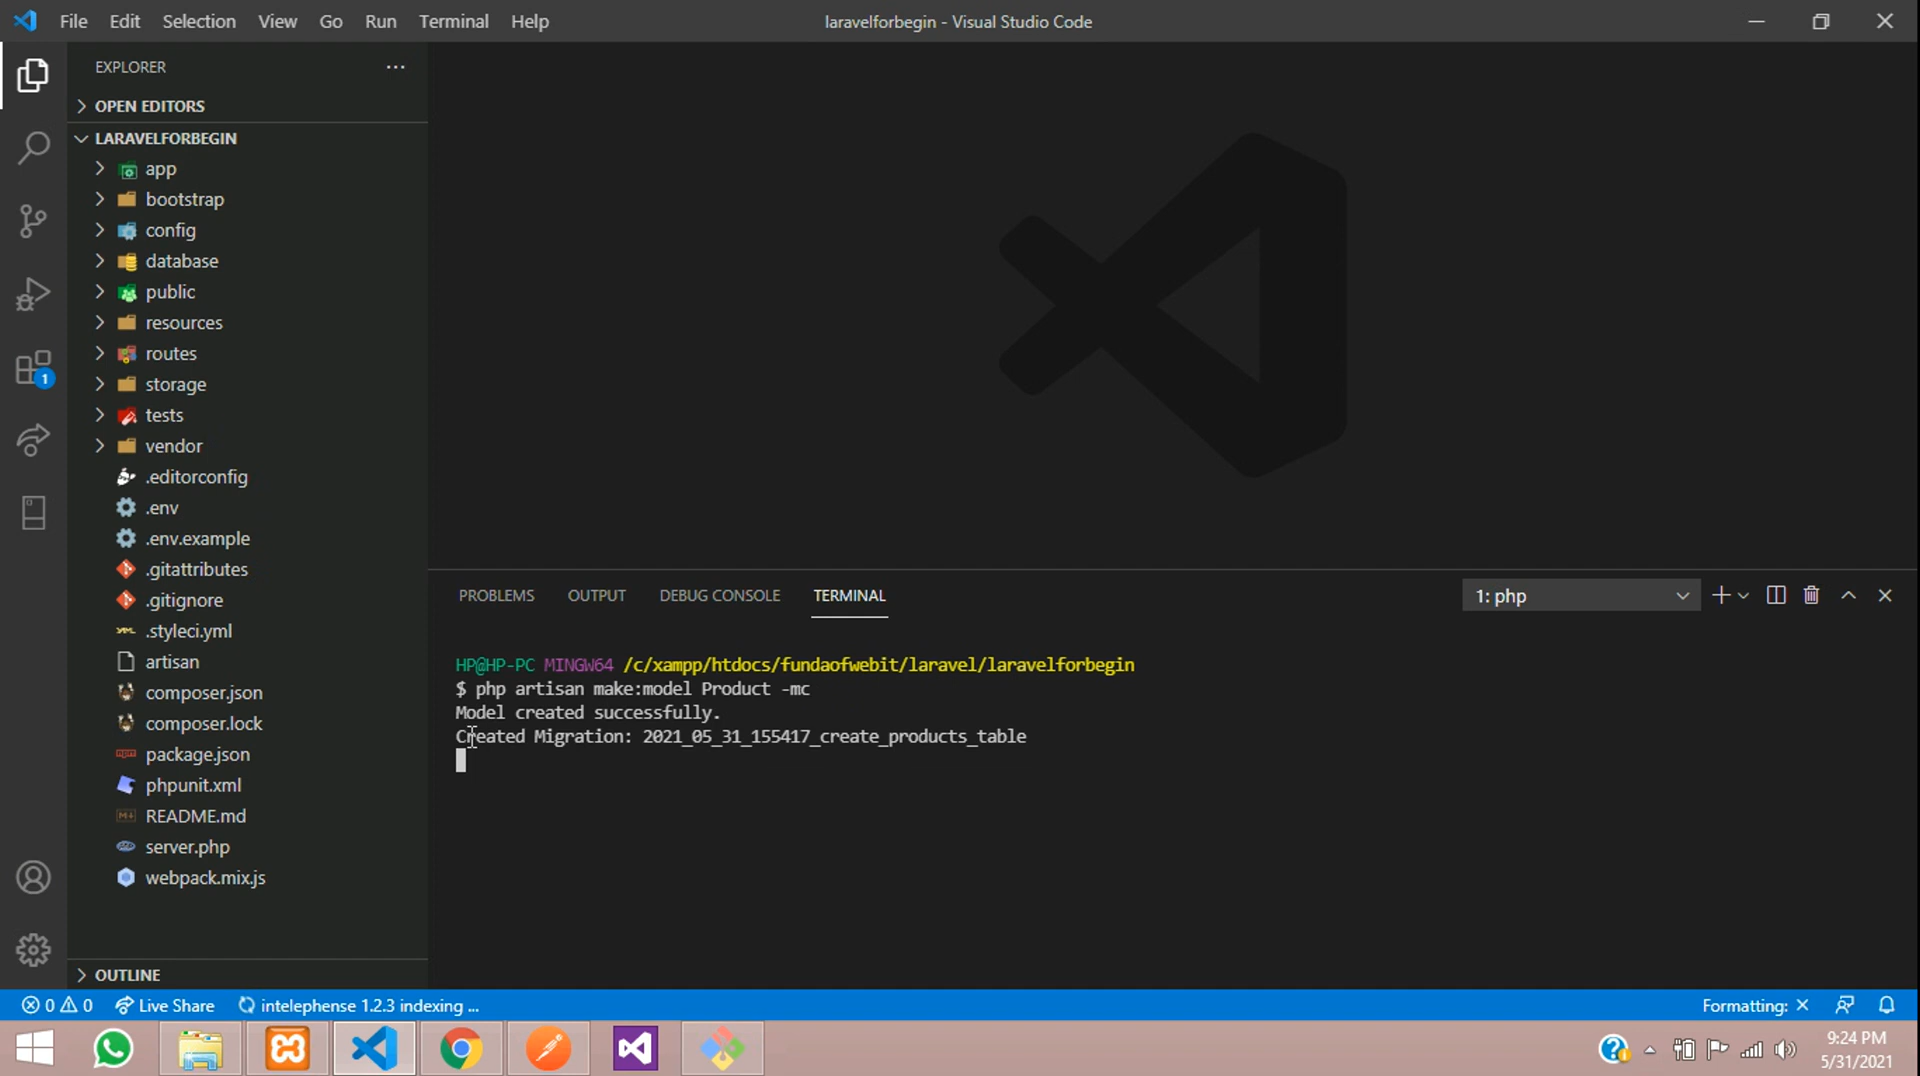 File Edit Selection View Go Run Terminal Help
laravelforbegin - Visual Studio Code
EXPLORER
OPEN EDITORS
LARAVELFORBEGIN
app
bootstrap
config
database
public
resources
routes
storage
tests
vendor
.editorconfig
.env
.env.example
.gitattributes
.gitignore
.styleci.yml
artisan
composer.json
composer.lock
package.json
phpunit.xml
README.md
server.php
webpack.mix.js
OUTLINE
1
PROBLEMS OUTPUT DEBUG CONSOLE TERMINAL
1: php
HP@HP-PC MINGW64 /c/xampp/htdocs/fundaofwebit/laravel/laravelforbegin
$ php artisan make:model Product -mc
Model created successfully.
Created Migration: 2021_05_31_155417_create_products_table
0 0 Live Share intelephense 1.2.3 indexing ...
Formatting: ×
9:24 PM
5/31/2021